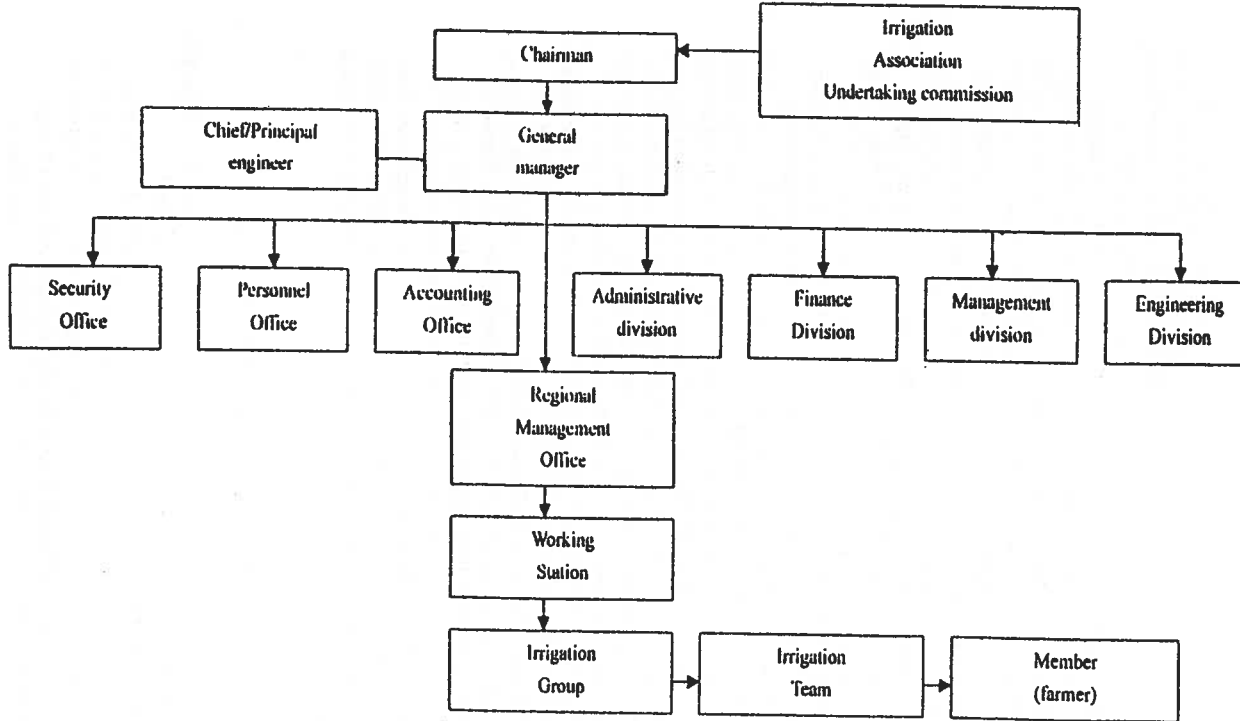 Irrigation
Association
Undertaking commission
Chairman
Chief/Principal
engineer
General
manager
Security
Office
Personnel
Office
Accounting
Office
Administrative
division
Finance
Division
Management
division
Engineering
Division
Regional
Management
Office
Working
Station
Irrigation
Group
Irrigation
Team
Member
(farmer)